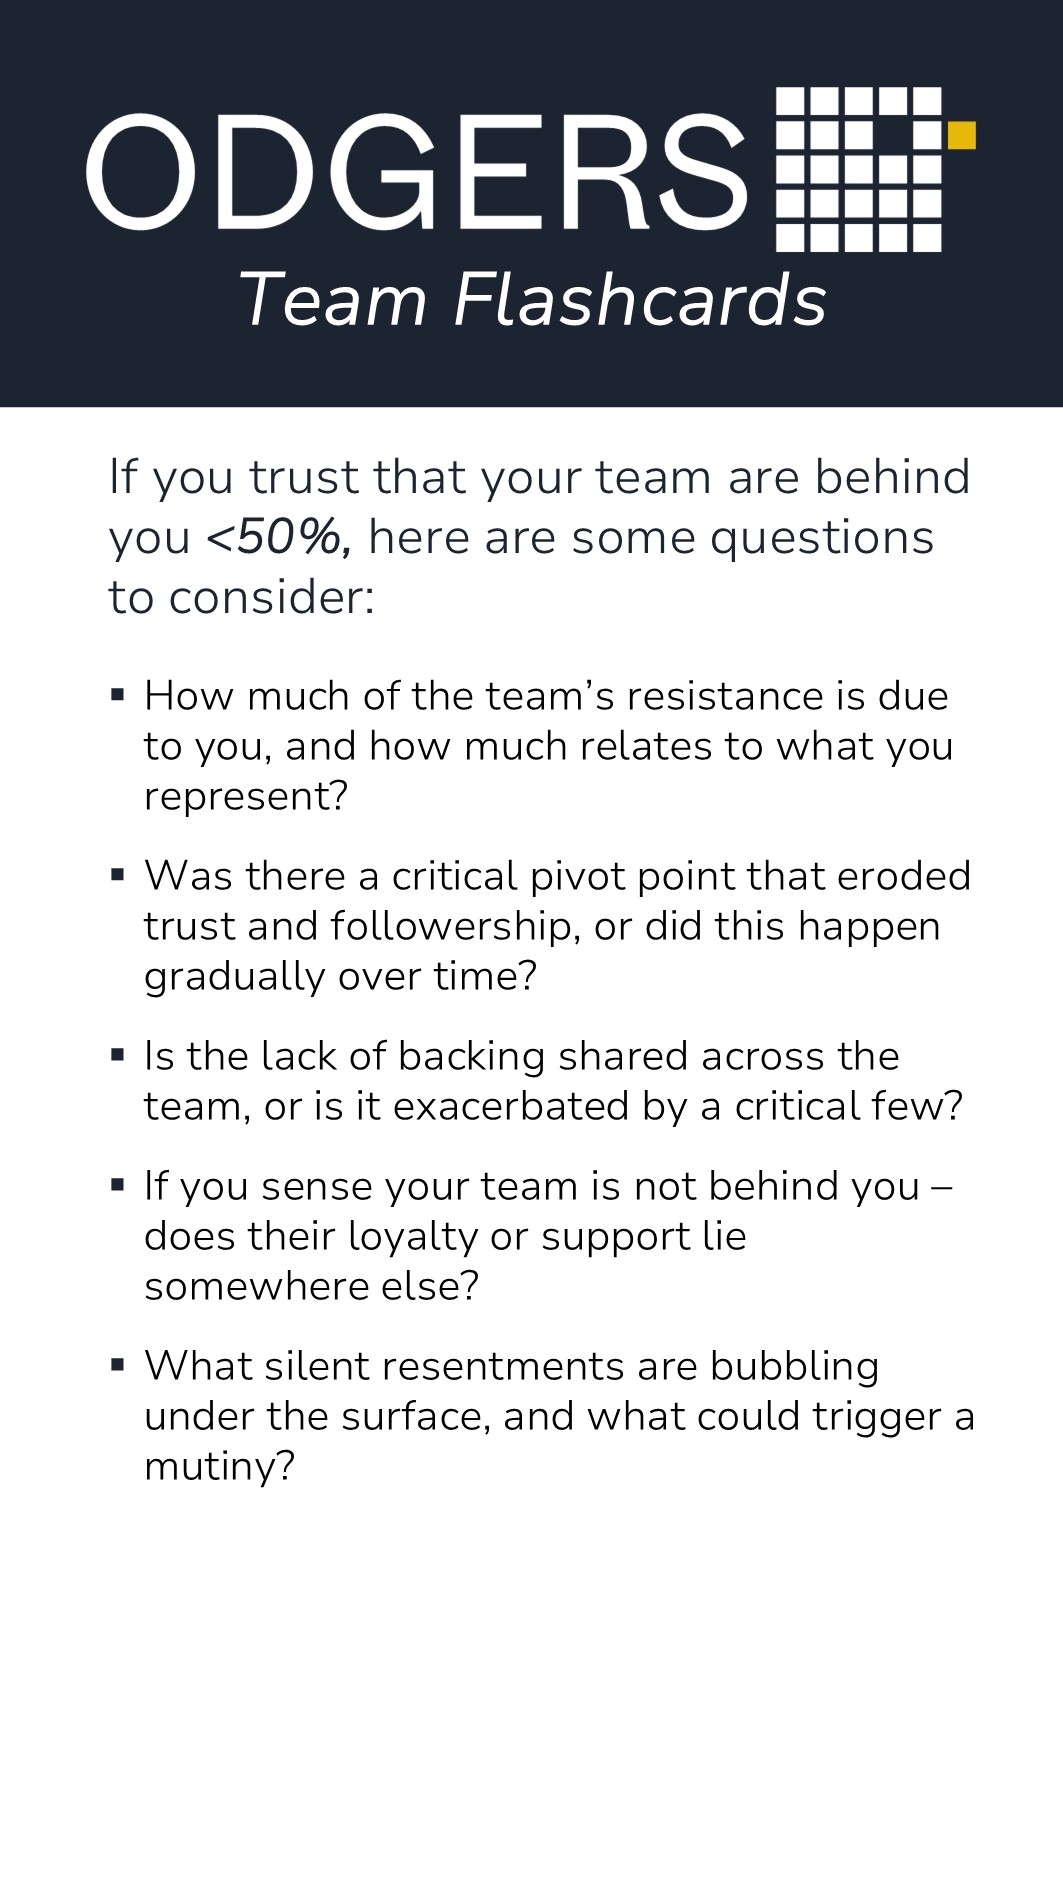 ODGERS
Team Flashcards
If you trust that your team are behind
you <50%, here are some questions
to consider:
▪ How much of the team’s resistance is due
to you, and how much relates to what you
represent?
▪ Was there a critical pivot point that eroded
trust and followership, or did this happen
gradually over time?
▪ Is the lack of backing shared across the
team, or is it exacerbated by a critical few?
▪ If you sense your team is not behind you –
does their loyalty or support lie
somewhere else?
▪ What silent resentments are bubbling
under the surface, and what could trigger a
mutiny?